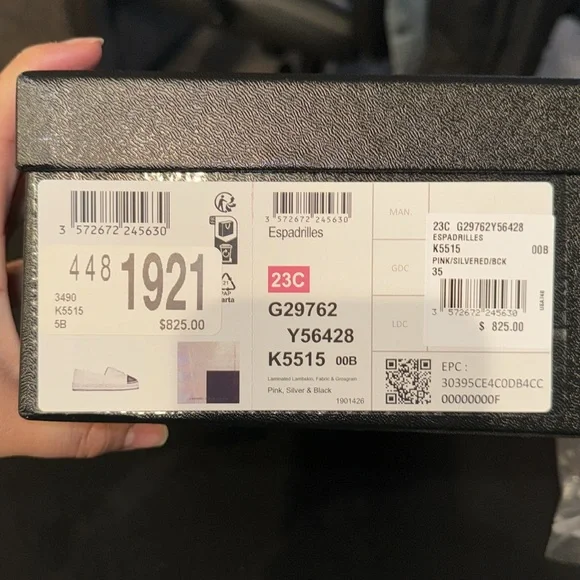 3 572672 245630
448 1921
3490
K5515
5B
$825.00
PAP
3 572672 245630
Espadrilles
23C
G29762
Y56428
K5515 00B
Laminated Lambskin, Fabric & Grosgrain
Pink, Silver & Black
1901426
MAN.
GDC
LDC
23C G29762Y56428
ESPADRILLES
K5515 00B
PINK/SILVERED/BCK
35
3 572672 245630
$ 825.00
EPC :
30395CE4C0DB4CC
00000000F